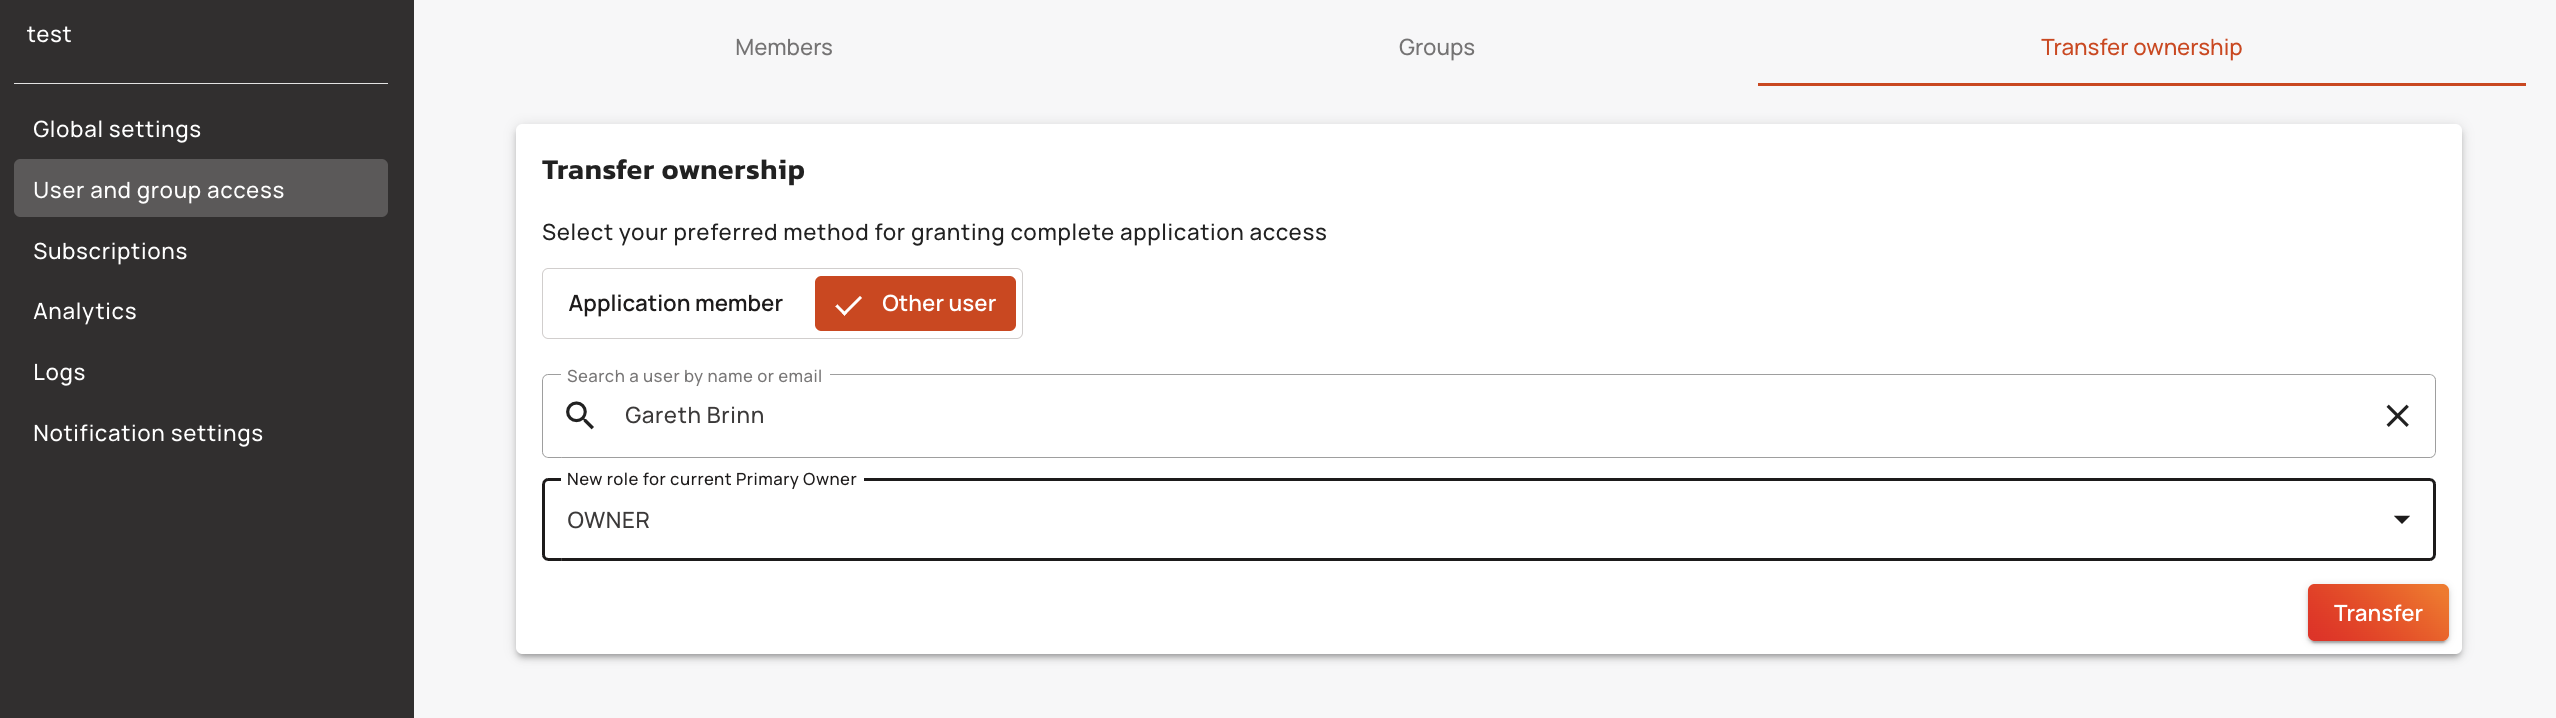 test
Global settings
User and group access
Subscriptions
Analytics
Logs
Notification settings
Members
Groups
Transfer ownership
Transfer ownership
Select your preferred method for granting complete application access
Application member
Other user
Search a user by name or email
Gareth Brinn
New role for current Primary Owner
OWNER
Transfer